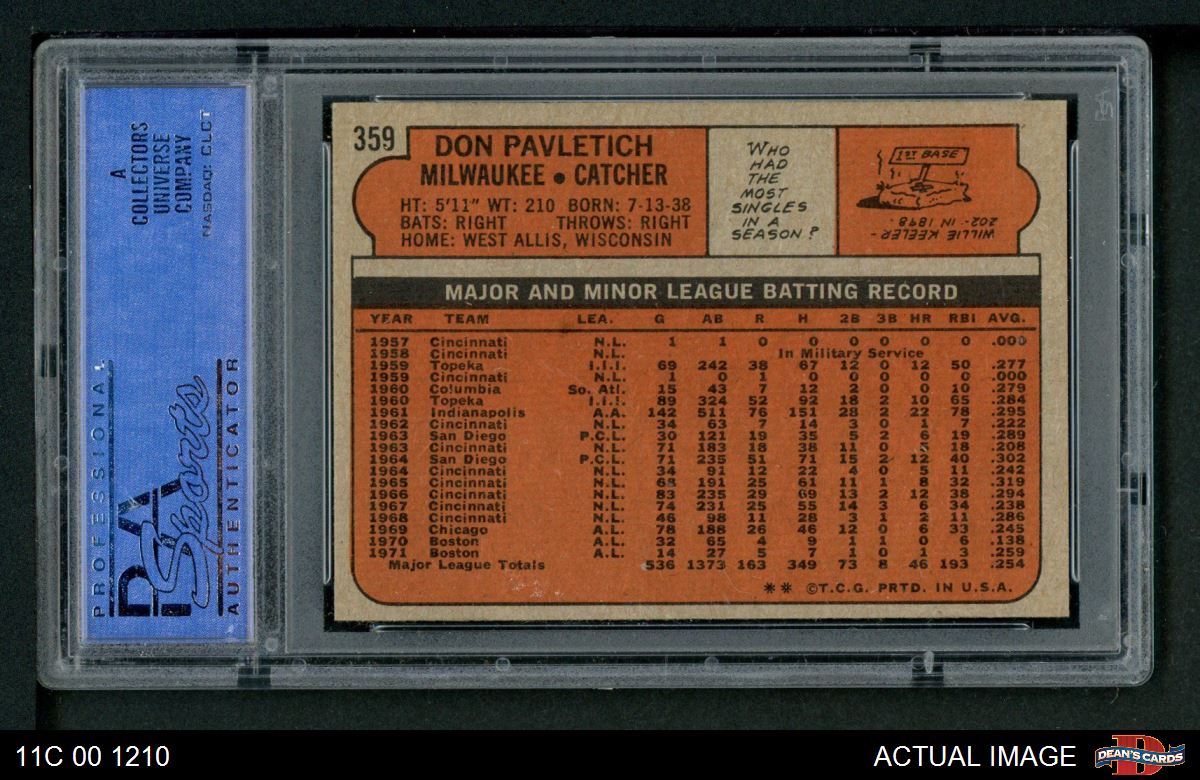 A
COLLECTORS
UNIVERSE
COMPANY
NASDAQ: CLCT
PROFESSIONAL
PSA
Sports
AUTHENTICATOR
359
DON PAVLETICH
MILWAUKEE • CATCHER
HT: 5'11" WT: 210 BORN: 7-13-38
BATS: RIGHT THROWS: RIGHT
HOME: WEST ALLIS, WISCONSIN
WHO
HAD
THE
MOST
SINGLES
IN A
SEASON?
1ST BASE
WILLIE KEELER -
202 - IN 1898 -
MAJOR AND MINOR LEAGUE BATTING RECORD
YEAR TEAM LEA. G AB R H 2B 3B HR RBI AVG.
1957 Cincinnati N.L. 1 1 0 0 0 0 0 0 .000
1958 Cincinnati N.L. In Military Service
1959 Topeka I.I.I. 69 242 38 67 12 0 12 50 .277
1959 Cincinnati N.L. 1 0 1 0 0 0 0 0 .000
1960 Columbia So. Atl. 15 43 7 12 2 0 0 10 .279
1960 Topeka I.I.I. 89 324 52 92 18 2 10 65 .284
1961 Indianapolis A.A. 142 511 76 151 28 2 22 78 .295
1962 Cincinnati N.L. 34 63 7 14 3 0 1 7 .222
1963 San Diego P.C.L. 30 121 19 35 5 2 6 19 .289
1963 Cincinnati N.L. 71 183 18 38 11 0 5 18 .208
1964 San Diego P.C.L. 71 235 51 71 15 2 12 40 .302
1964 Cincinnati N.L. 34 91 12 22 4 0 5 11 .242
1965 Cincinnati N.L. 68 191 25 61 11 1 8 32 .319
1966 Cincinnati N.L. 83 235 29 69 13 2 12 38 .294
1967 Cincinnati N.L. 74 231 25 55 14 3 6 34 .238
1968 Cincinnati N.L. 46 98 11 28 3 1 2 11 .286
1969 Chicago A.L. 78 188 26 46 12 0 6 33 .245
1970 Boston A.L. 32 65 4 9 1 1 0 6 .138
1971 Boston A.L. 14 27 5 7 1 0 1 3 .259
Major League Totals 536 1373 163 349 73 8 46 193 .254
** ©T.C.G. PRTD. IN U.S.A.
11C 00 1210
ACTUAL IMAGE
DEAN'S CARDS